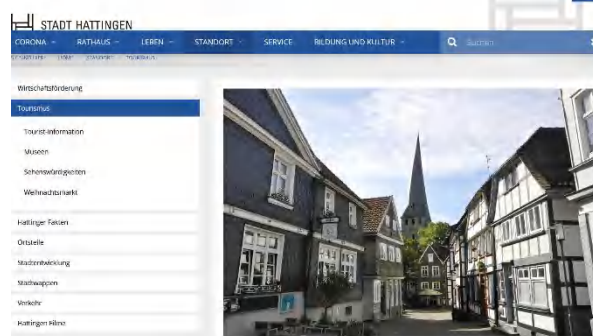 STADT HATTINGEN
CORONA RATHAUS LEBEN STANDORT SERVICE BILDUNG UND KULTUR Suchen
Wirtschaftsförderung
Tourismus
Tourist-Information
Museen
Sehenswürdigkeiten
Weihnachtsmarkt
Hattinger Fakten
Ortsteile
Stadtentwicklung
Stadtwappen
Verkehr
Hattingen Filme